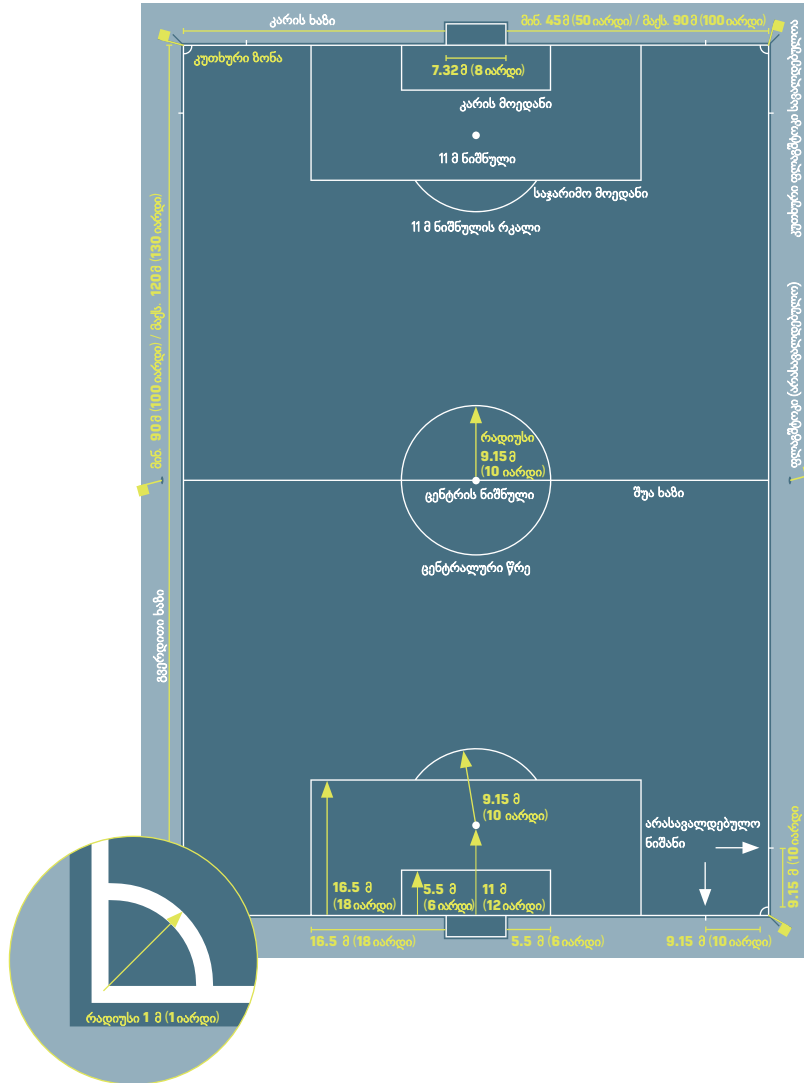 კარის ხაზი
მინ. 45 მ (50 იარდი) / მაქს. 90 მ (100 იარდი)
კუთხური ზონა
7.32 მ (8 იარდი)
კარის მოედანი
11 მ ნიშნული
საჯარიმო მოედანი
11 მ ნიშნულის რკალი
კუთხური ფლაგშტოკი
მინ. 90 მ (100 იარდი) / მაქს. 120 მ (130 იარდი)
ფლაგშტოკი (არასავალდებულო)
რადიუსი
9.15 მ
(10 იარდი)
ცენტრის ნიშნული
შუა ხაზი
ცენტრალური წრე
გვერდითი ხაზი
9.15 მ
(10 იარდი)
არასავალდებულო
ნიშანი
9.15 მ (10 იარდი
16.5 მ
(18 იარდი)
5.5 მ
(6 იარდი)
11 მ
(12 იარდი)
16.5 მ (18 იარდი)
5.5 მ (6 იარდი)
9.15 მ (10 იარდი)
რადიუსი 1 მ (1 იარდი)